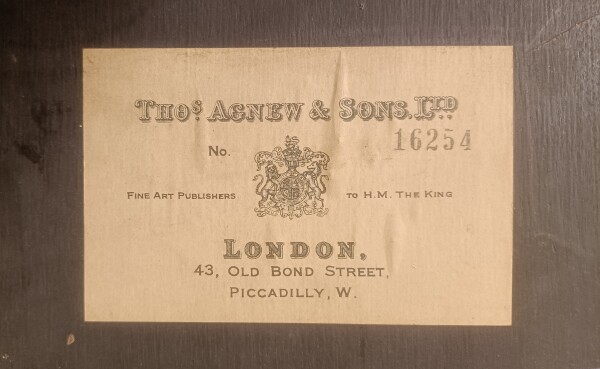 Thos. Agnew & Sons. Ltd.
No. 16254
Fine Art Publishers to H.M. The King
London.
43, Old Bond Street,
Piccadilly, W.